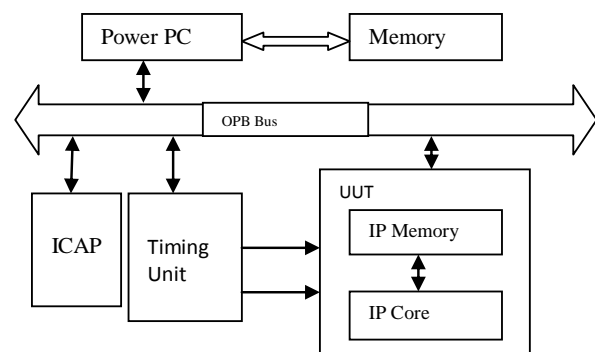 Power PC
Memory
OPB Bus
UUT
ICAP
Timing
Unit
IP Memory
IP Core